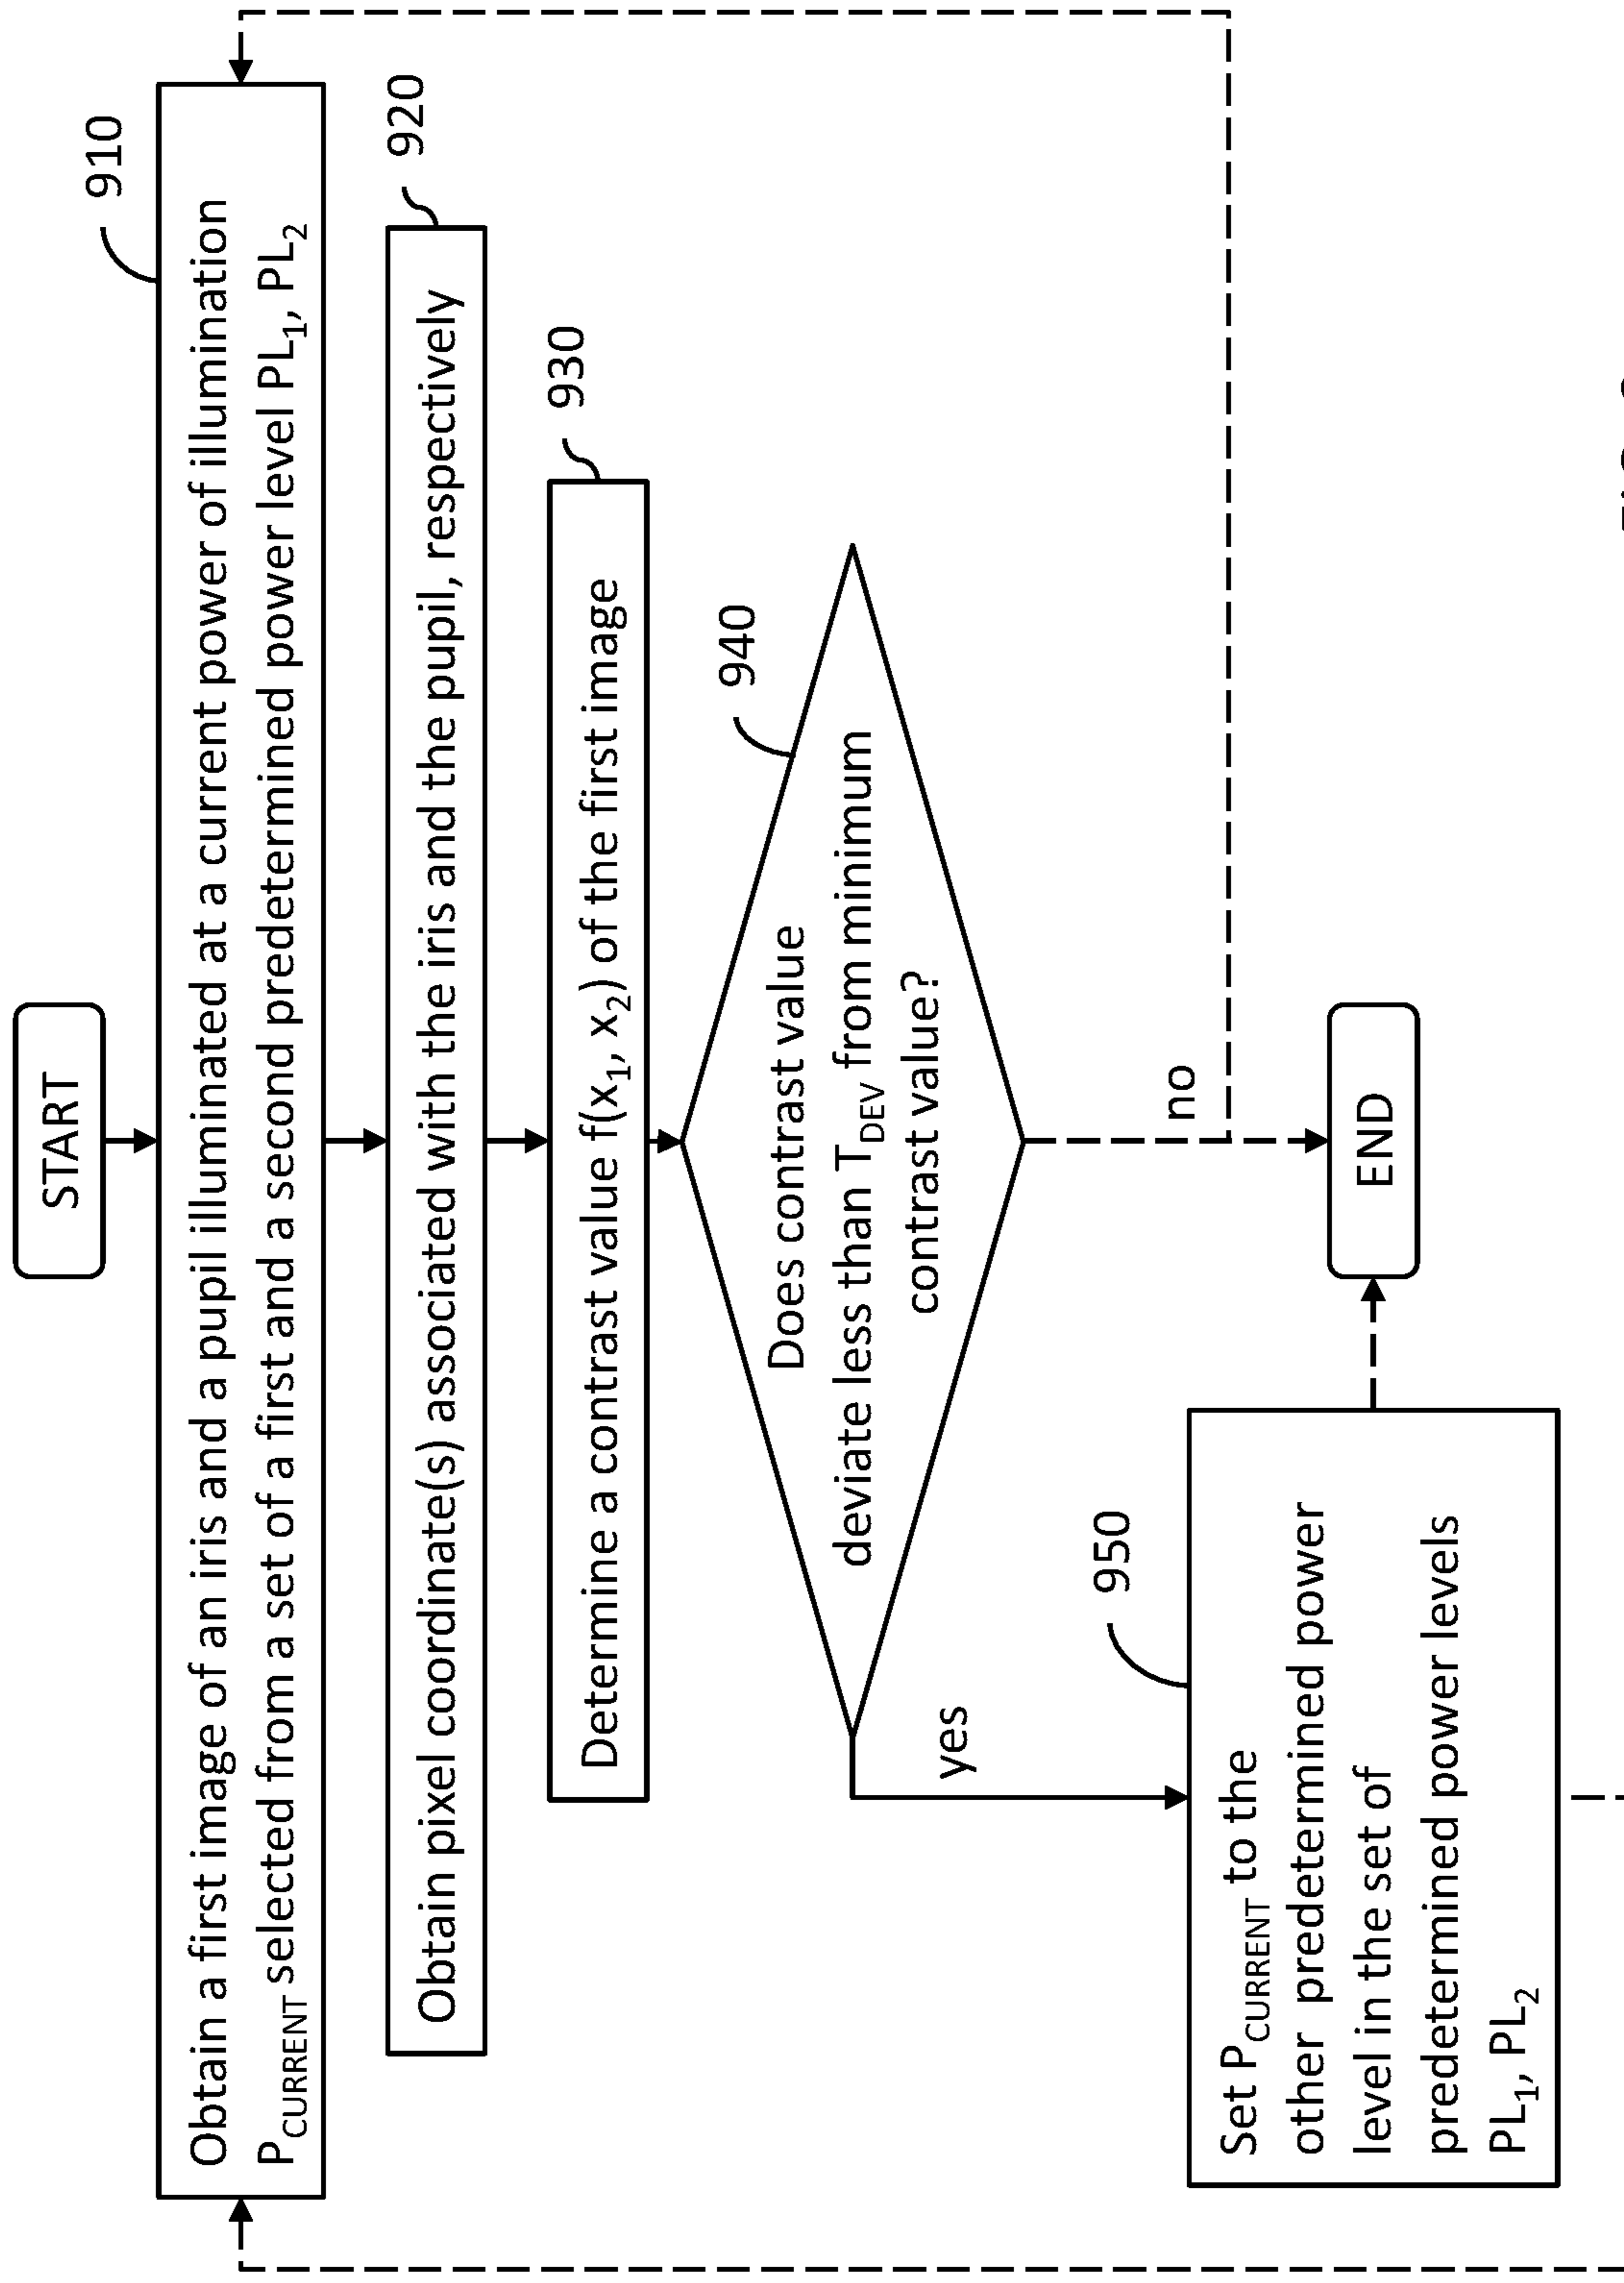 START
910
Obtain a first image of an iris and a pupil illuminated at a current power of illumination
P_CURRENT selected from a set of a first and a second predetermined power level PL₁, PL₂
920
Obtain pixel coordinate(s) associated with the iris and the pupil, respectively
930
Determine a contrast value f(x₁, x₂) of the first image
940
Does contrast value
deviate less than T_DEV from minimum
contrast value?
yes
no
950
Set P_CURRENT to the
other predetermined power
level in the set of
predetermined power levels
PL₁, PL₂
END